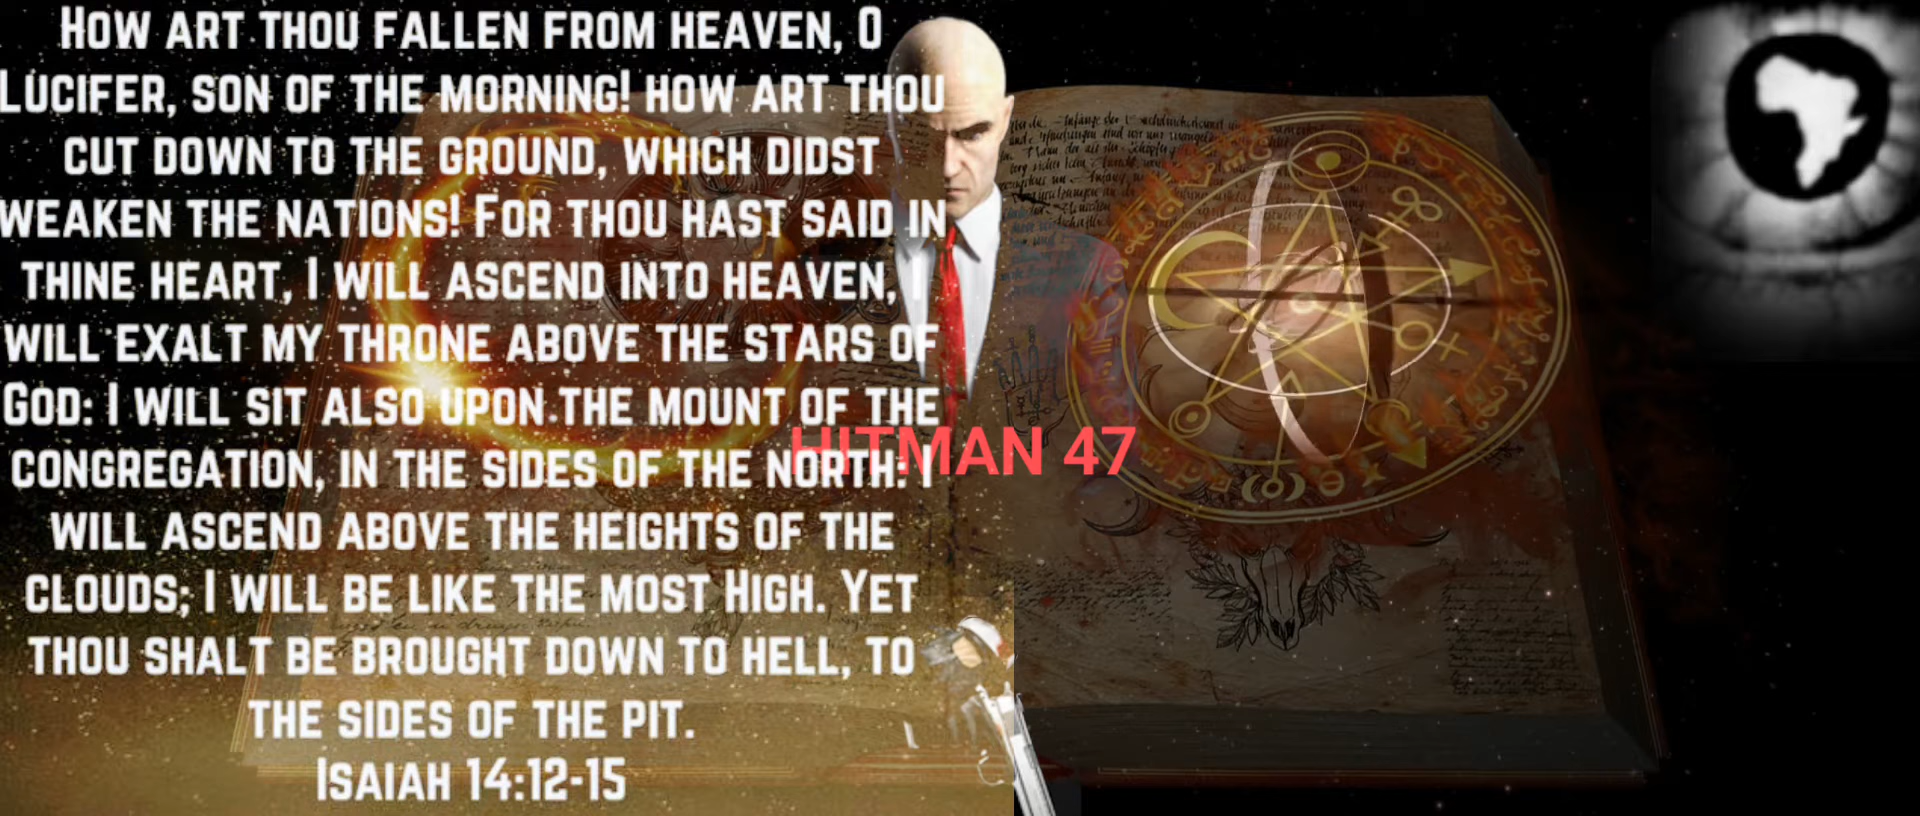 How art thou fallen from heaven, O
Lucifer, son of the morning! how art thou
cut down to the ground, which didst
weaken the nations! For thou hast said in
thine heart, I will ascend into heaven, I
will exalt my throne above the stars of
God: I will sit also upon the mount of the
congregation, in the sides of the north: I
will ascend above the heights of the
clouds; I will be like the most High. Yet
thou shalt be brought down to hell, to
the sides of the pit.
Isaiah 14:12-15
HITMAN 47